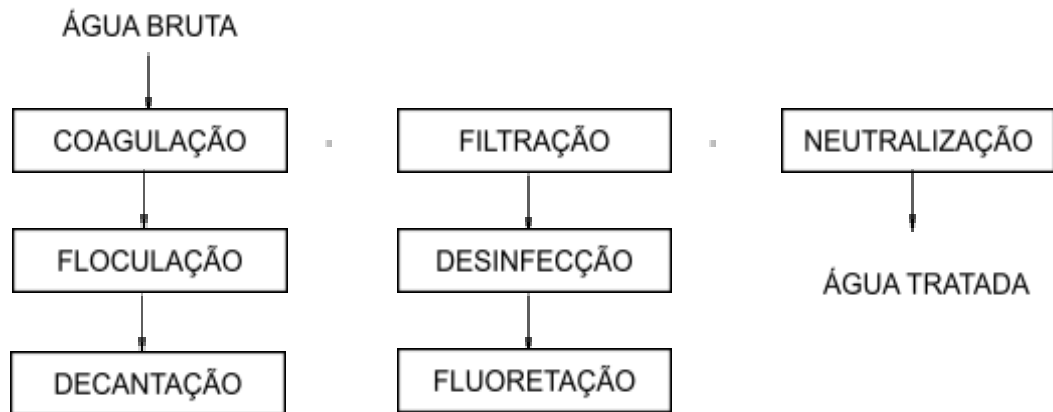 ÁGUA BRUTA
COAGULAÇÃO
FLOCULAÇÃO
DECANTAÇÃO
FILTRAÇÃO
DESINFECÇÃO
FLUORETAÇÃO
NEUTRALIZAÇÃO
ÁGUA TRATADA